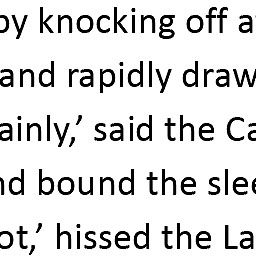 by knocking off a
and rapidly draw
ainly,’ said the Ca
nd bound the slee
ot,’ hissed the La